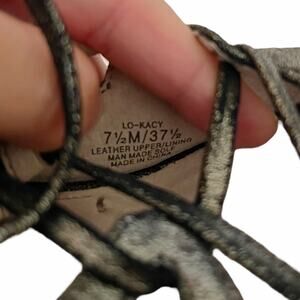 LO-KACY
7½M/37½
LEATHER UPPER/LINING
MAN MADE SOLE
MADE IN CHINA